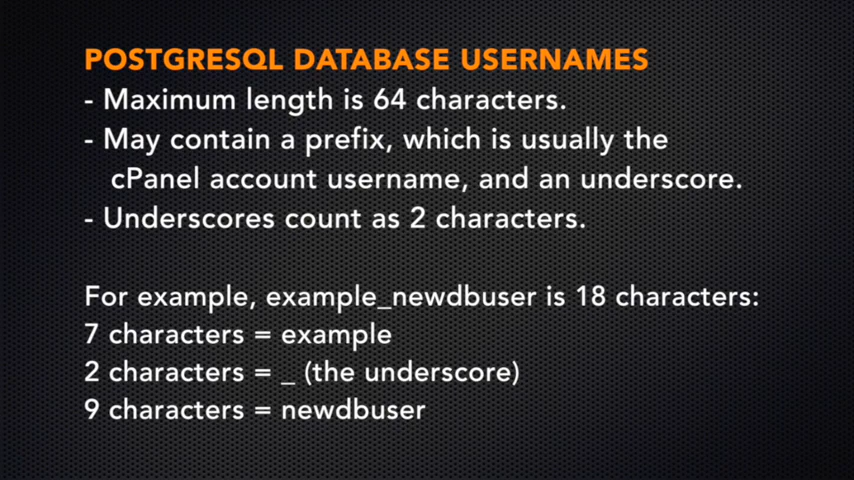 POSTGRESQL DATABASE USERNAMES
- Maximum length is 64 characters.
- May contain a prefix, which is usually the
cPanel account username, and an underscore.
- Underscores count as 2 characters.
For example, example_newdbuser is 18 characters:
7 characters = example
2 characters = _ (the underscore)
9 characters = newdbuser